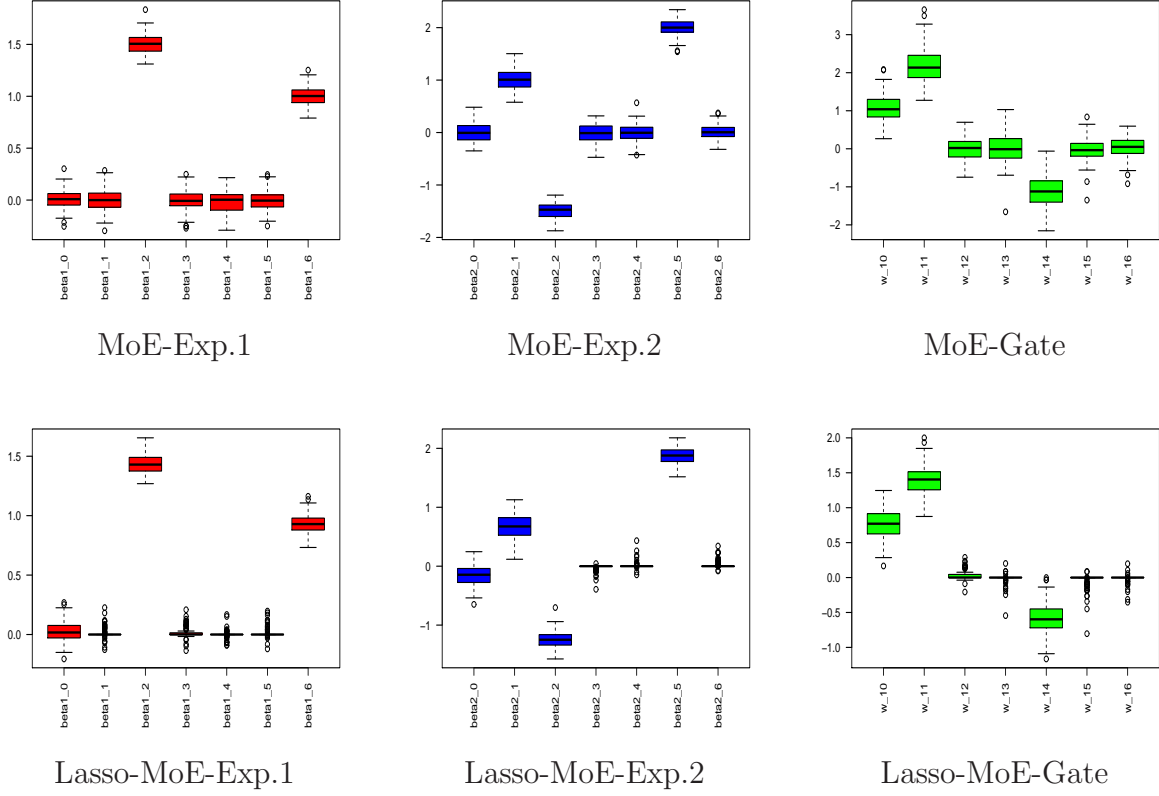 1.5
1.0
0.5
0.0
beta1_0
beta1_1
beta1_2
beta1_3
beta1_4
beta1_5
beta1_6
MoE-Exp.1
2
1
0
−1
−2
beta2_0
beta2_1
beta2_2
beta2_3
beta2_4
beta2_5
beta2_6
MoE-Exp.2
3
2
1
0
−1
−2
w_10
w_11
w_12
w_13
w_14
w_15
w_16
MoE-Gate
1.5
1.0
0.5
0.0
beta1_0
beta1_1
beta1_2
beta1_3
beta1_4
beta1_5
beta1_6
Lasso-MoE-Exp.1
2
1
0
−1
beta2_0
beta2_1
beta2_2
beta2_3
beta2_4
beta2_5
beta2_6
Lasso-MoE-Exp.2
2.0
1.5
1.0
0.5
0.0
−0.5
−1.0
w_10
w_11
w_12
w_13
w_14
w_15
w_16
Lasso-MoE-Gate